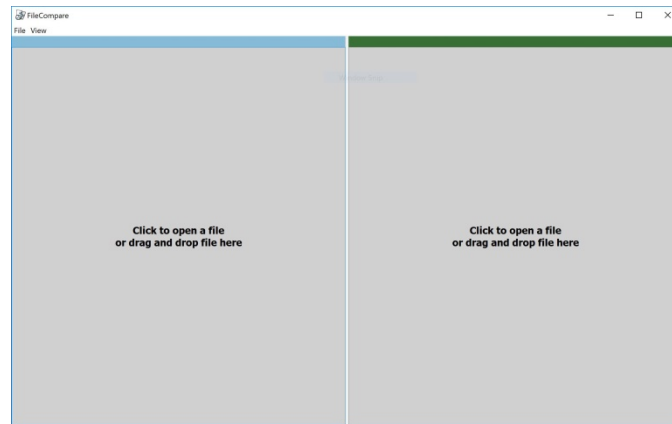 FileCompare
File View
Click to open a file
or drag and drop file here
Click to open a file
or drag and drop file here